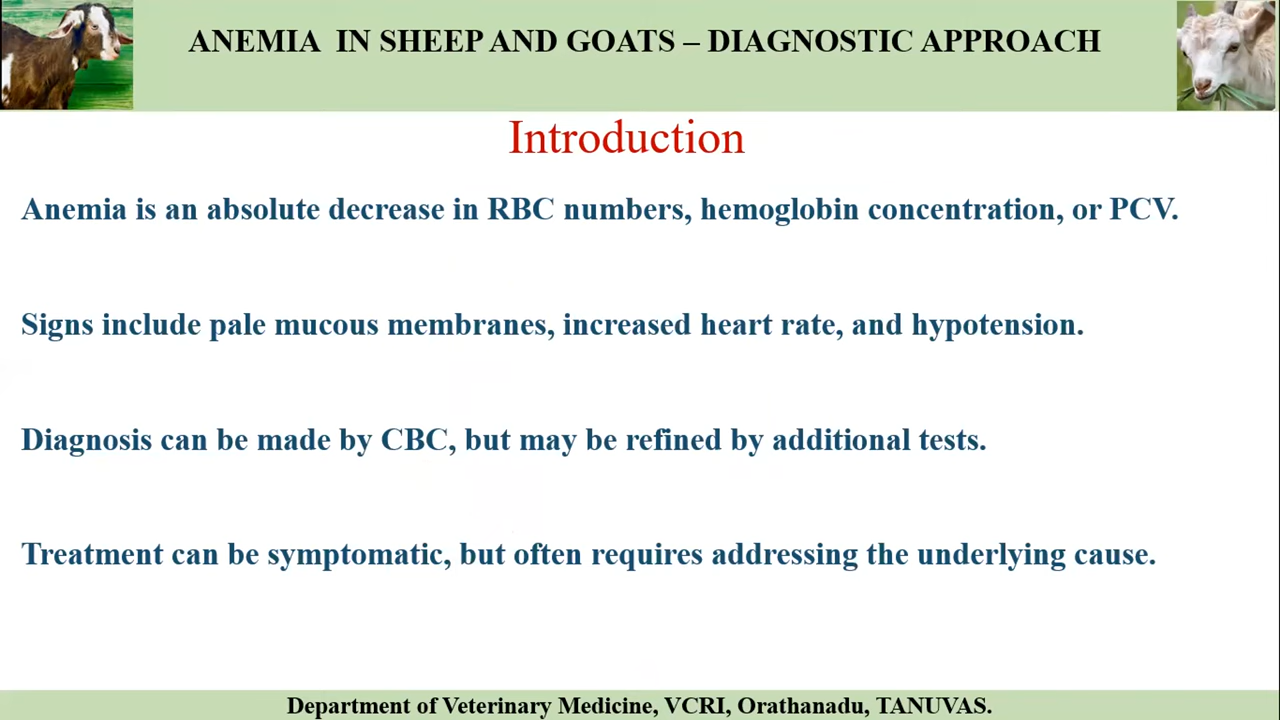 ANEMIA IN SHEEP AND GOATS – DIAGNOSTIC APPROACH
Introduction
Anemia is an absolute decrease in RBC numbers, hemoglobin concentration, or PCV.
Signs include pale mucous membranes, increased heart rate, and hypotension.
Diagnosis can be made by CBC, but may be refined by additional tests.
Treatment can be symptomatic, but often requires addressing the underlying cause.
Department of Veterinary Medicine, VCRI, Orathanadu, TANUVAS.